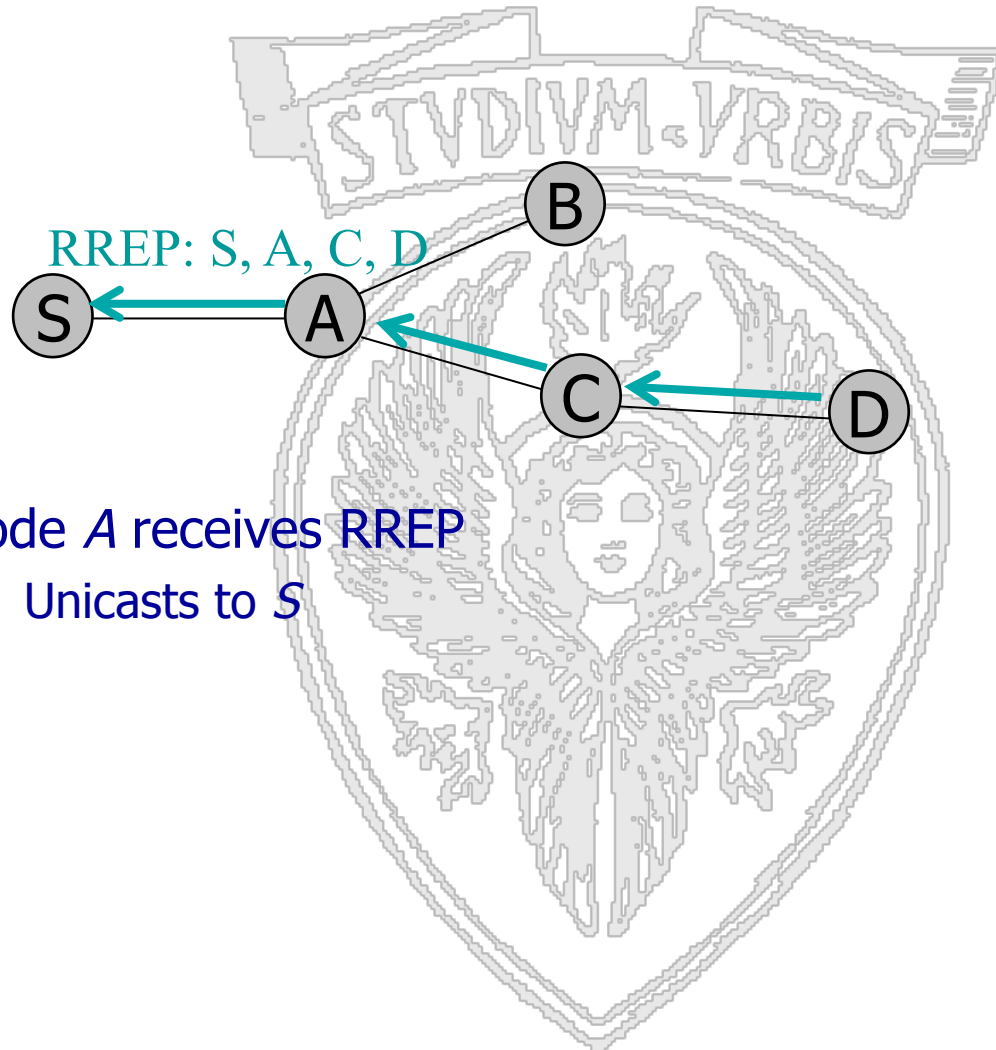 STVDIVM VRBIS
B
RREP: S, A, C, D
S
A
C
D
ode A receives RREP
Unicasts to S